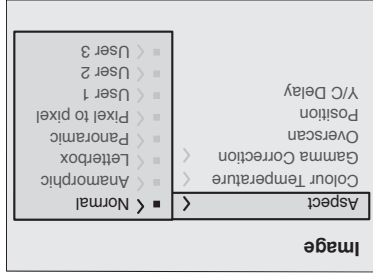 Image
Aspect
Colour Temperature
Gamma Correction
Overscan
Position
Y/C Delay
Normal
Anamorphic
Letterbox
Panoramic
Pixel to pixel
User 1
User 2
User 3